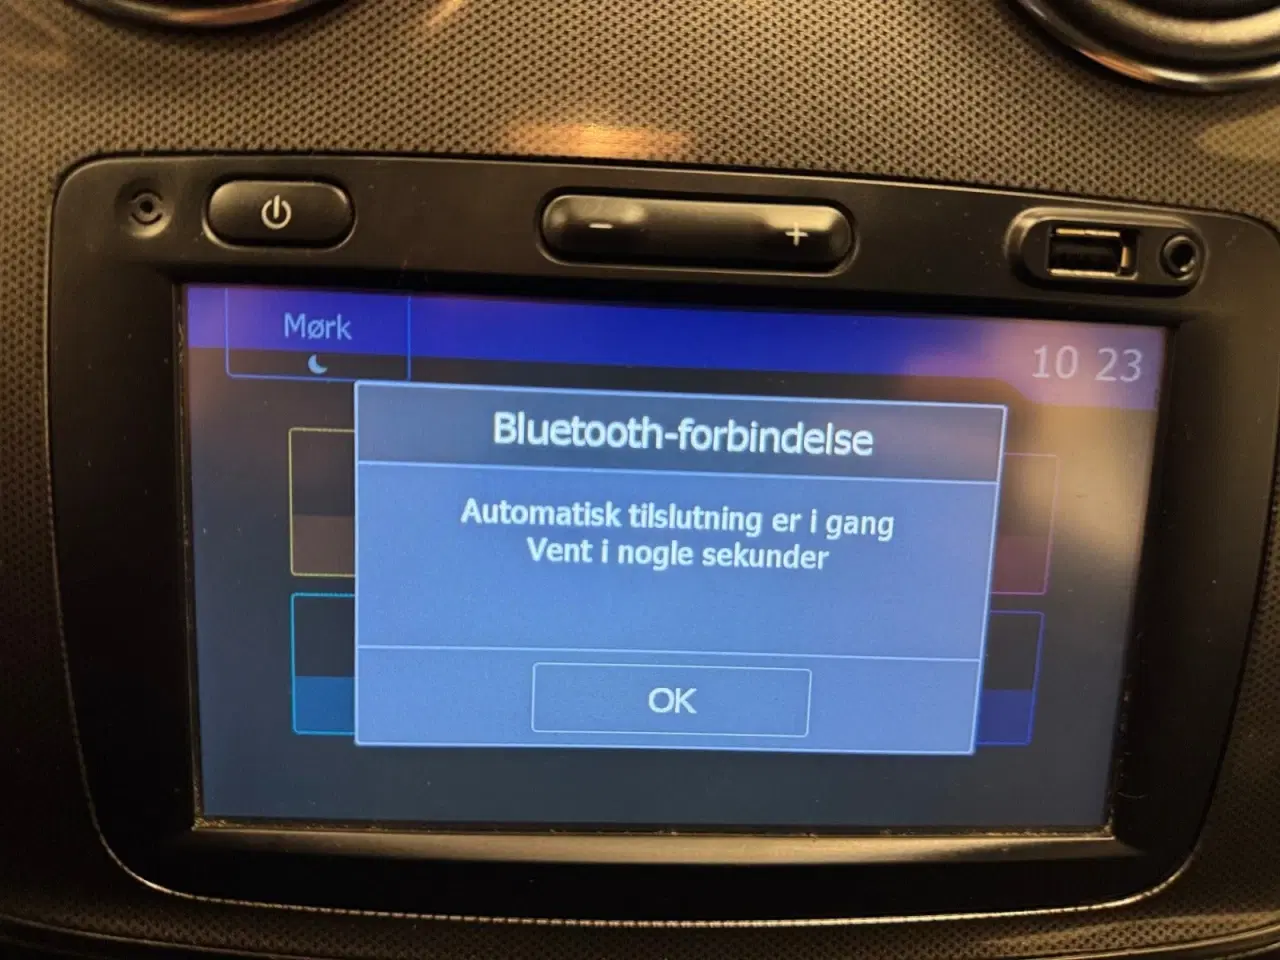 Mørk
10 23
Bluetooth-forbindelse
Automatisk tilslutning er i gang
Vent i nogle sekunder
OK